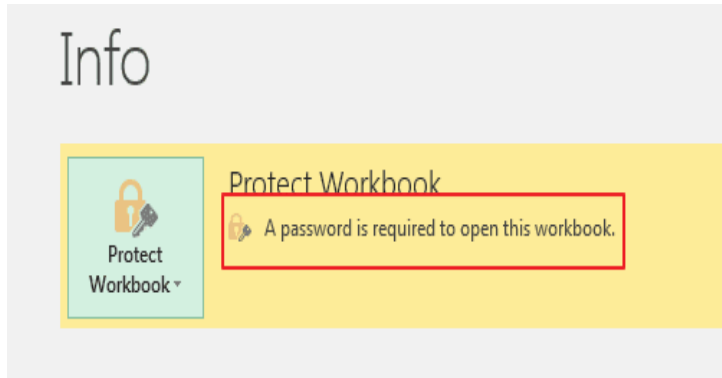 Info
Protect Workbook
A password is required to open this workbook.
Protect
Workbook